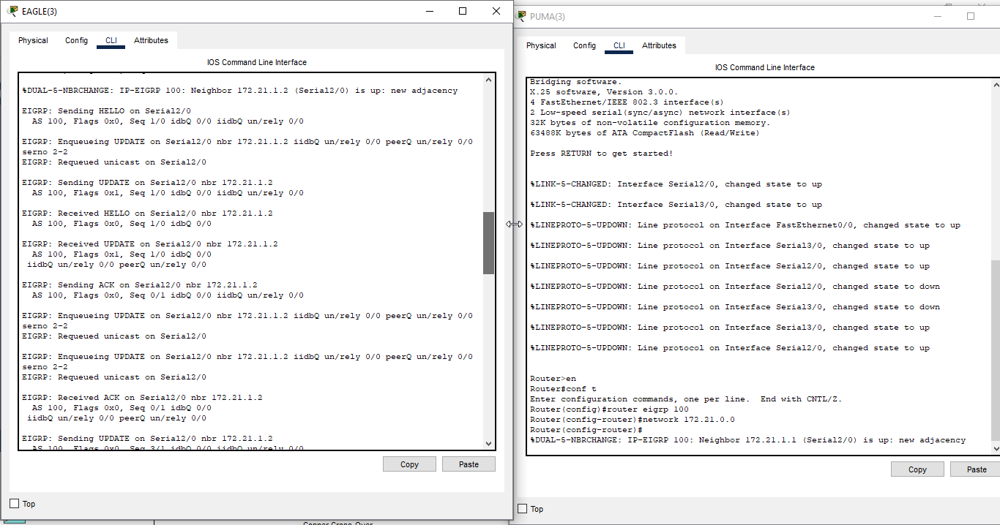 EAGLE(3)
Physical Config CLI Attributes
IOS Command Line Interface
%DUAL-5-NBRCHANGE: IP-EIGRP 100: Neighbor 172.21.1.2 (Serial2/0) is up: new adjacency
EIGRP: Sending HELLO on Serial2/0
AS 100, Flags 0x0, Seq 1/0 idbQ 0/0 iidbQ un/rely 0/0
EIGRP: Enqueueing UPDATE on Serial2/0 nbr 172.21.1.2 iidbQ un/rely 0/0 peerQ un/rely 0/0
serno 2-2
EIGRP: Requeued unicast on Serial2/0
EIGRP: Sending UPDATE on Serial2/0 nbr 172.21.1.2
AS 100, Flags 0x1, Seq 1/0 idbQ 0/0 iidbQ un/rely 0/0
EIGRP: Received HELLO on Serial2/0 nbr 172.21.1.2
AS 100, Flags 0x0, Seq 1/0 idbQ 0/0
EIGRP: Received UPDATE on Serial2/0 nbr 172.21.1.2
AS 100, Flags 0x1, Seq 1/0 idbQ 0/0
iidbQ un/rely 0/0 peerQ un/rely 0/0
EIGRP: Sending ACK on Serial2/0 nbr 172.21.1.2
AS 100, Flags 0x0, Seq 0/1 idbQ 0/0 iidbQ un/rely 0/0
EIGRP: Enqueueing UPDATE on Serial2/0 nbr 172.21.1.2 iidbQ un/rely 0/0 peerQ un/rely 0/0
serno 2-2
EIGRP: Requeued unicast on Serial2/0
EIGRP: Enqueueing UPDATE on Serial2/0 nbr 172.21.1.2 iidbQ un/rely 0/0 peerQ un/rely 0/0
serno 2-2
EIGRP: Requeued unicast on Serial2/0
EIGRP: Received ACK on Serial2/0 nbr 172.21.1.2
AS 100, Flags 0x0, Seq 0/1 idbQ 0/0
iidbQ un/rely 0/0 peerQ un/rely 0/0
EIGRP: Sending UPDATE on Serial2/0 nbr 172.21.1.2
AS 100, Flags 0x0, Seq 3/1 idbQ 0/0 iidbQ un/rely 0/0
Copy Paste
Top
Copper Cross-Over
PUMA(3)
Physical Config CLI Attributes
IOS Command Line Interface
Bridging software.
X.25 software, Version 3.0.0.
4 FastEthernet/IEEE 802.3 interface(s)
2 Low-speed serial(sync/async) network interface(s)
32K bytes of non-volatile configuration memory.
63488K bytes of ATA CompactFlash (Read/Write)
Press RETURN to get started!
%LINK-5-CHANGED: Interface Serial2/0, changed state to up
%LINK-5-CHANGED: Interface Serial3/0, changed state to up
%LINEPROTO-5-UPDOWN: Line protocol on Interface FastEthernet0/0, changed state to up
%LINEPROTO-5-UPDOWN: Line protocol on Interface Serial3/0, changed state to up
%LINEPROTO-5-UPDOWN: Line protocol on Interface Serial2/0, changed state to up
%LINEPROTO-5-UPDOWN: Line protocol on Interface Serial2/0, changed state to down
%LINEPROTO-5-UPDOWN: Line protocol on Interface Serial3/0, changed state to down
%LINEPROTO-5-UPDOWN: Line protocol on Interface Serial3/0, changed state to up
%LINEPROTO-5-UPDOWN: Line protocol on Interface Serial2/0, changed state to up
Router>en
Router#conf t
Enter configuration commands, one per line.  End with CNTL/Z.
Router(config)#router eigrp 100
Router(config-router)#network 172.21.0.0
Router(config-router)#
%DUAL-5-NBRCHANGE: IP-EIGRP 100: Neighbor 172.21.1.1 (Serial2/0) is up: new adjacency
Copy Paste
Top